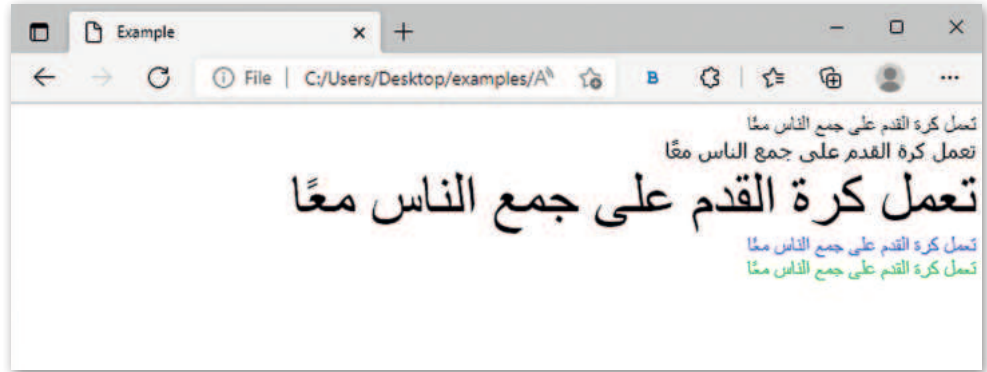 Example
File | C:/Users/Desktop/examples/A
تعمل كرة القدم على جمع الناس معًا
تعمل كرة القدم على جمع الناس معًا
تعمل كرة القدم على جمع الناس معًا
تعمل كرة القدم على جمع الناس معًا
تعمل كرة القدم على جمع الناس معًا